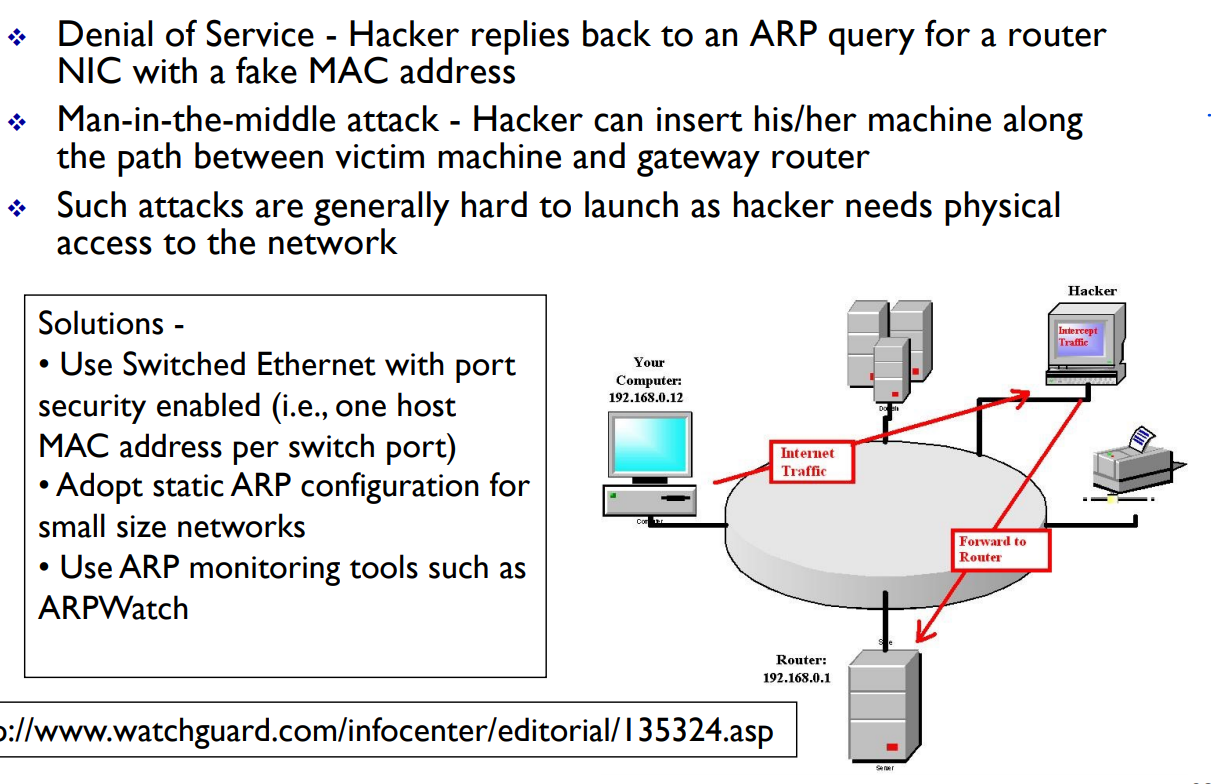 ❖ Denial of Service - Hacker replies back to an ARP query for a router
NIC with a fake MAC address
❖ Man-in-the-middle attack - Hacker can insert his/her machine along
the path between victim machine and gateway router
❖ Such attacks are generally hard to launch as hacker needs physical
access to the network
Solutions -
• Use Switched Ethernet with port
security enabled (i.e., one host
MAC address per switch port)
• Adopt static ARP configuration for
small size networks
• Use ARP monitoring tools such as
ARPWatch
Hacker
Intercept
Traffic
Your
Computer:
192.168.0.12
Internet
Traffic
Forward to
Router
Router:
192.168.0.1
Server
://www.watchguard.com/infocenter/editorial/135324.asp